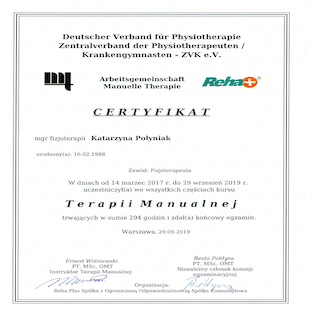 Deutscher Verband für Physiotherapie
Zentralverband der Physiotherapeuten /
Krankengymnasten - ZVK e.V.
mt
Arbeitsgemeinschaft
Manuelle Therapie
Reha+
CERTYFIKAT
mgr fizjoterapii Katarzyna Połyniak
urodzony(a): 16.02.1988
Zawód: Fizjoterapeuta
W dniach od 14 marzec 2017 r. do 29 wrzesień 2019 r.
uczestniczył(a) we wszystkich częściach kursu
Terapii Manualnej
trwających w sumie 294 godzin i zdał(a) końcowy egzamin.
Warszawa, 29.09.2019
Ernest Wiśniewski
PT, MSc, OMT
Instruktor Terapii Manualnej
Beata
PT, MSc, OMT
Niezależny członek komisji
egzaminacyjnej
Organizacja:
Reha Plus Spółka z Ograniczoną Odpowiedzialnością Spółka Komandytowa